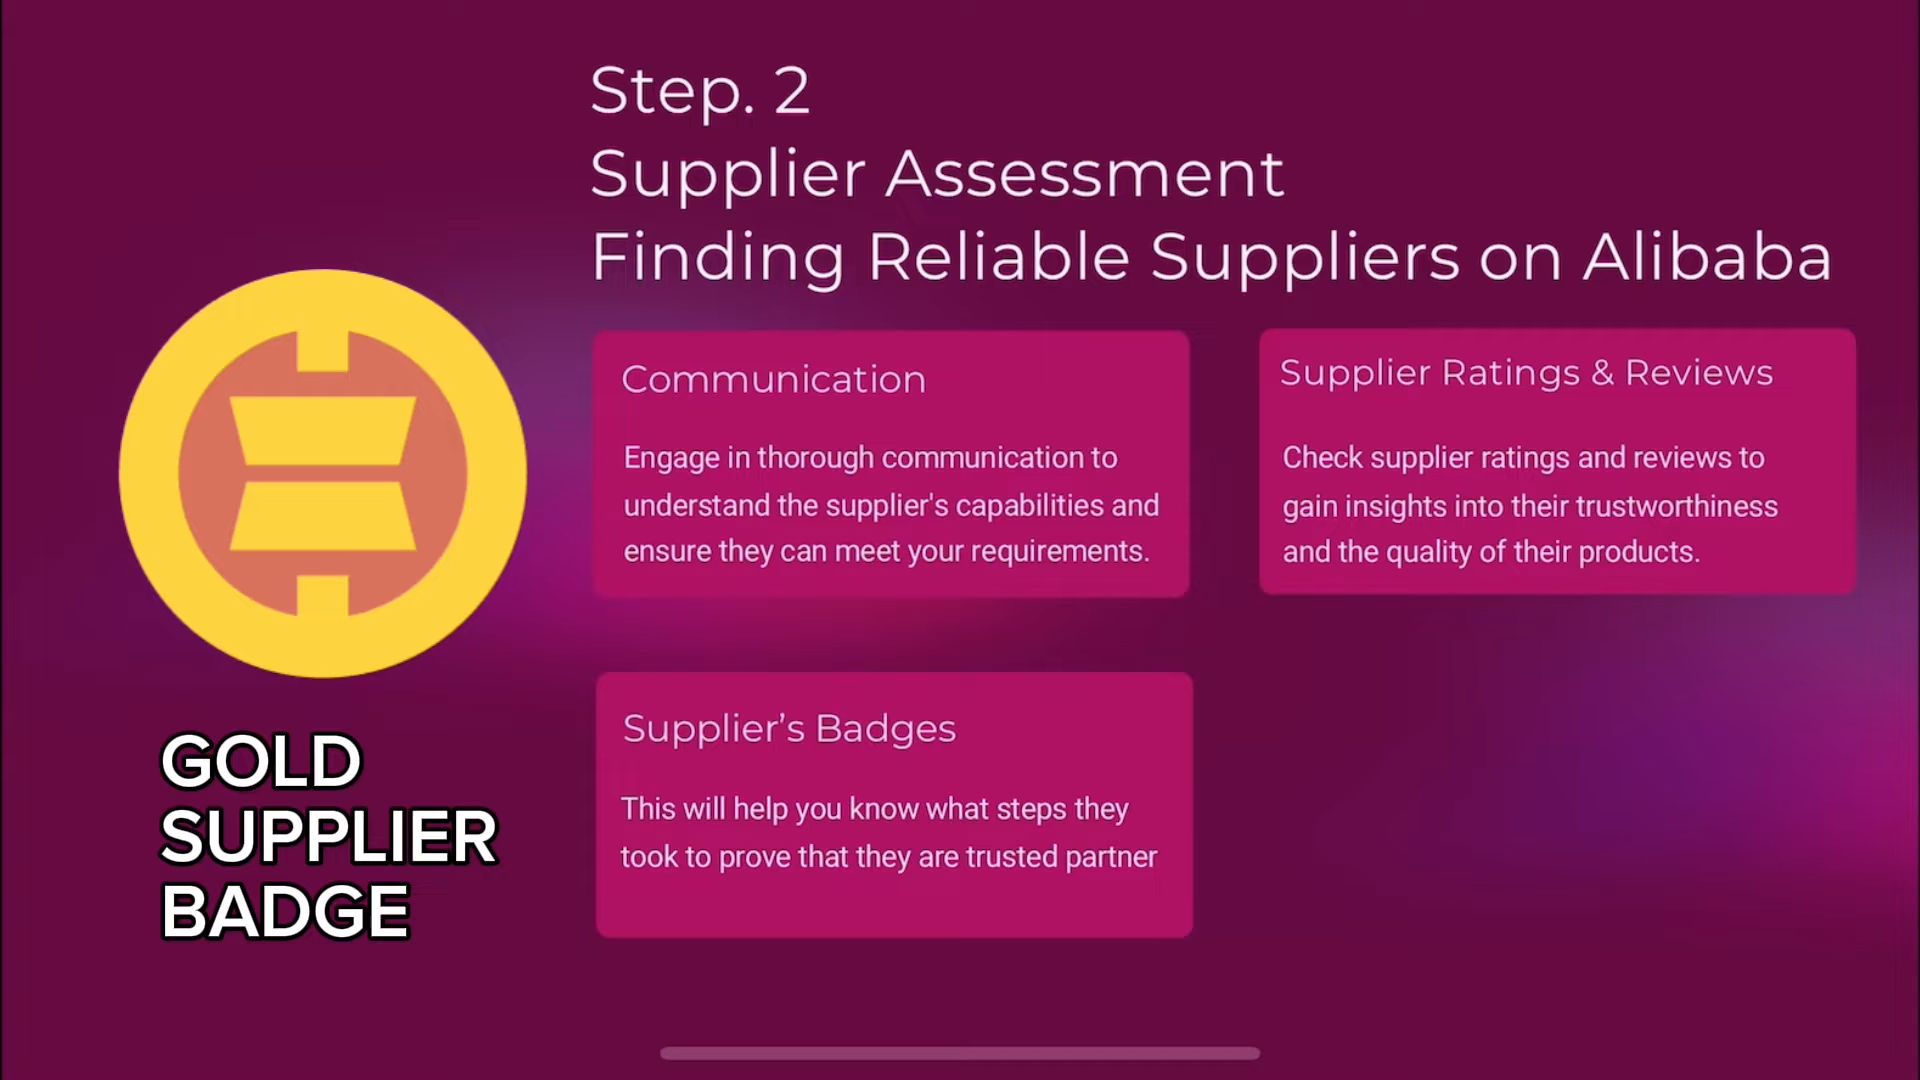 Step. 2
Supplier Assessment
Finding Reliable Suppliers on Alibaba
Communication
Engage in thorough communication to
understand the supplier's capabilities and
ensure they can meet your requirements.
Supplier Ratings & Reviews
Check supplier ratings and reviews to
gain insights into their trustworthiness
and the quality of their products.
Supplier’s Badges
This will help you know what steps they
took to prove that they are trusted partner
GOLD
SUPPLIER
BADGE